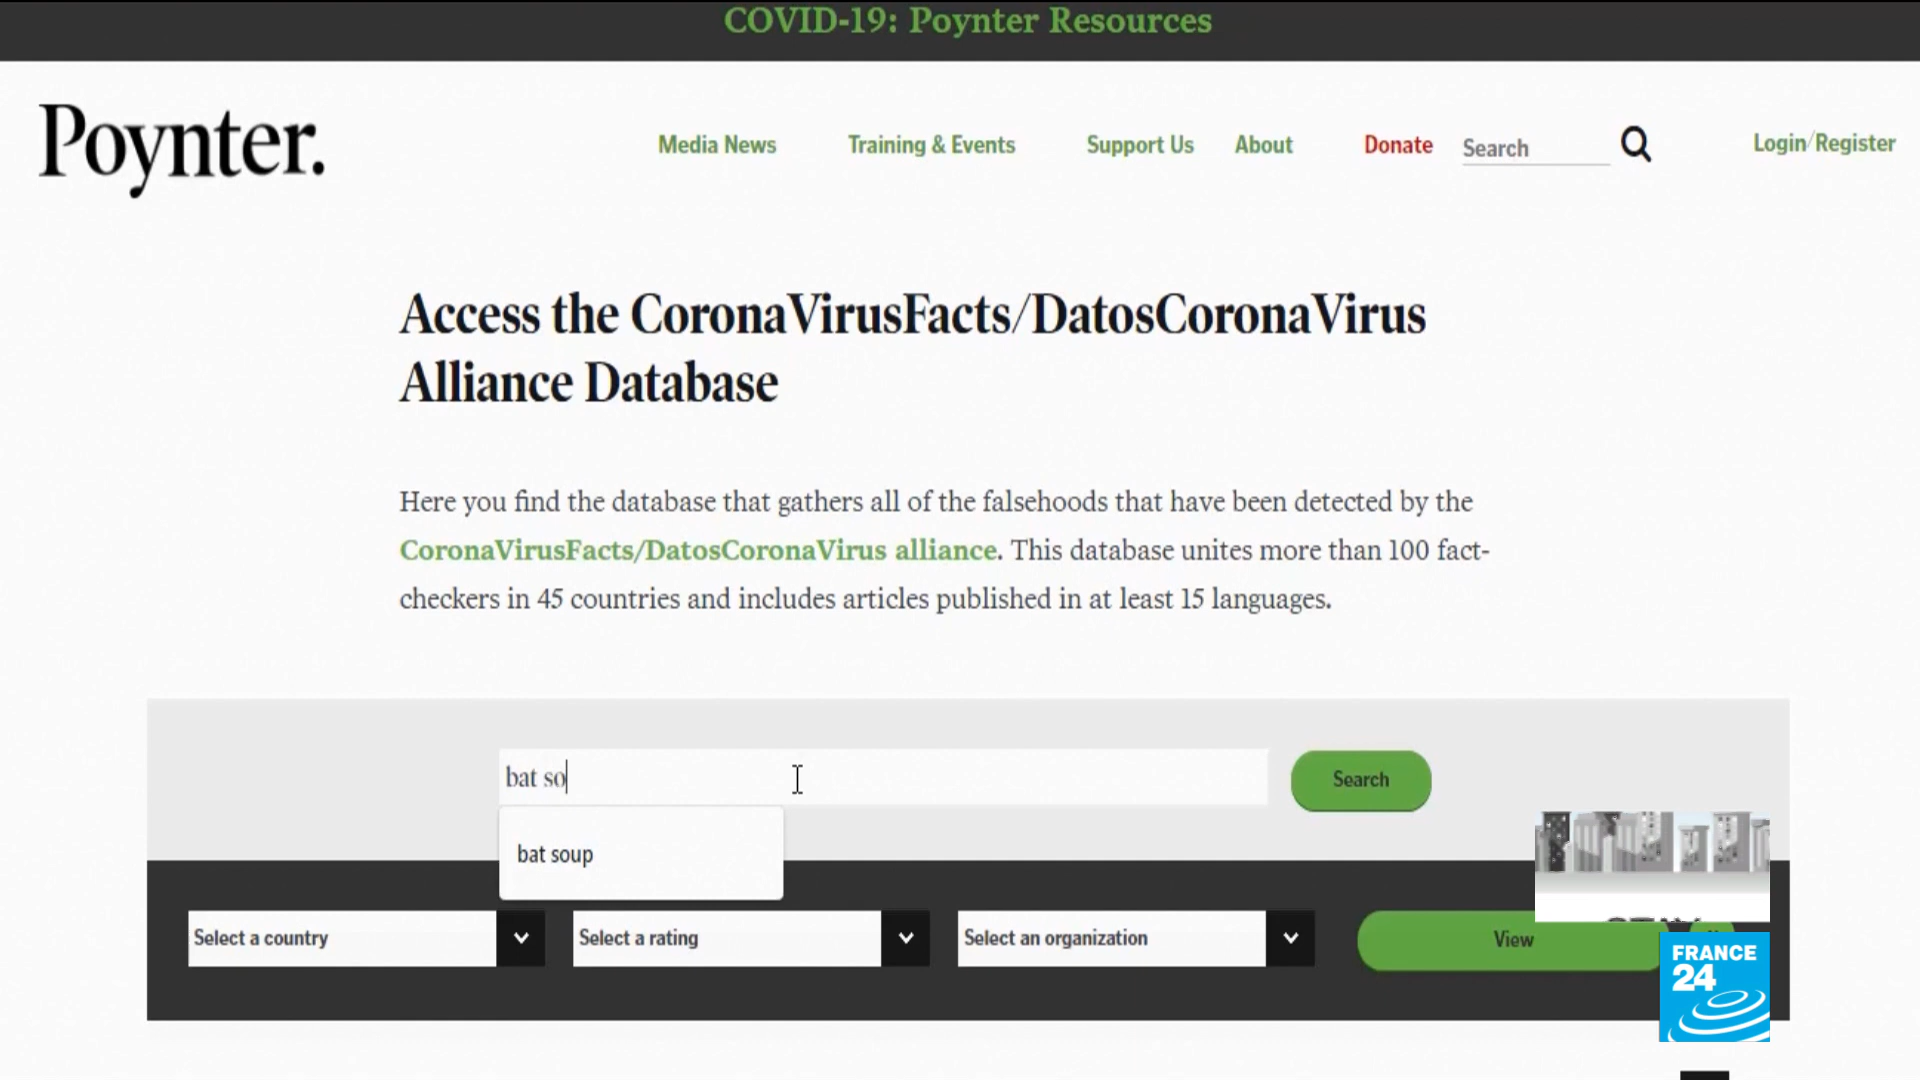 COVID-19: Poynter Resources
Poynter.
Media News
Training & Events
Support Us
About
Donate
Search
Login/Register
Access the CoronaVirusFacts/DatosCoronaVirus
Alliance Database
Here you find the database that gathers all of the falsehoods that have been detected by the
CoronaVirusFacts/DatosCoronaVirus alliance. This database unites more than 100 fact-
checkers in 45 countries and includes articles published in at least 15 languages.
bat so
Search
bat soup
Select a country
Select a rating
Select an organization
View
FRANCE
24